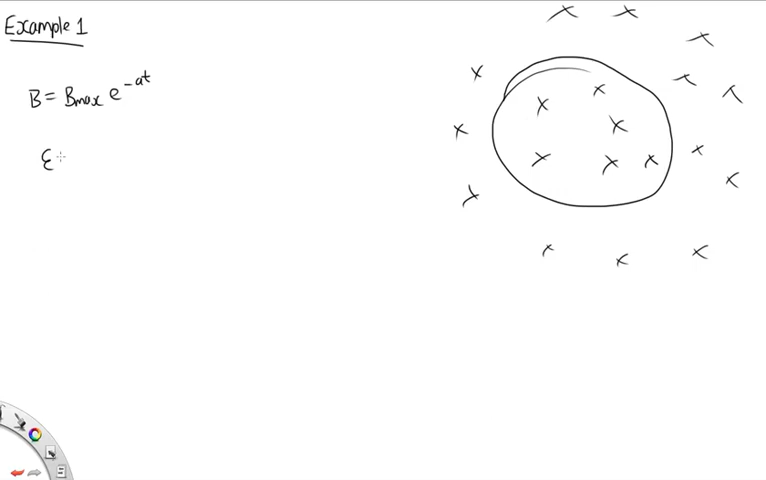 Example 1
B = Bmax e^-at
ε